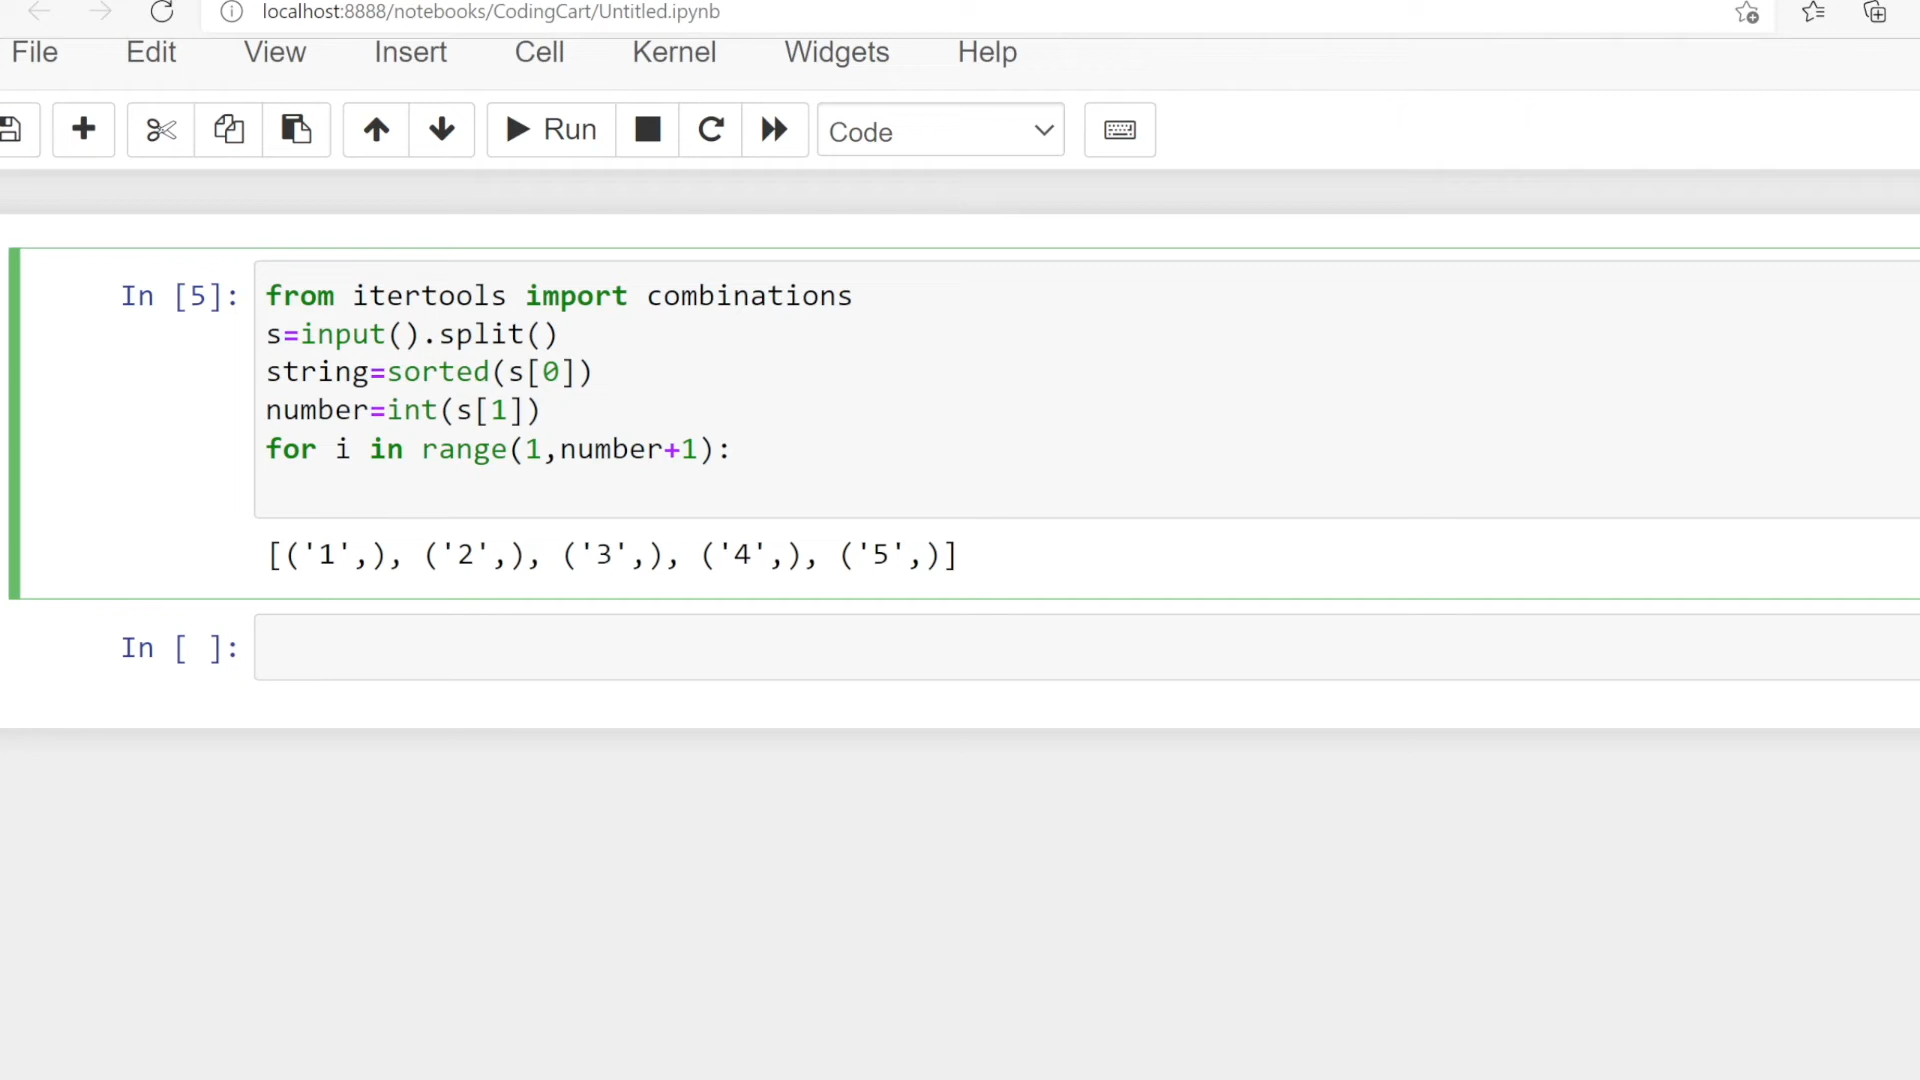 localhost:8888/notebooks/CodingCart/Untitled.ipynb
File Edit View Insert Cell Kernel Widgets Help
Run Code
In [5]:
from itertools import combinations
s=input().split()
string=sorted(s[0])
number=int(s[1])
for i in range(1,number+1):
[('1',), ('2',), ('3',), ('4',), ('5',)]
In [ ]: